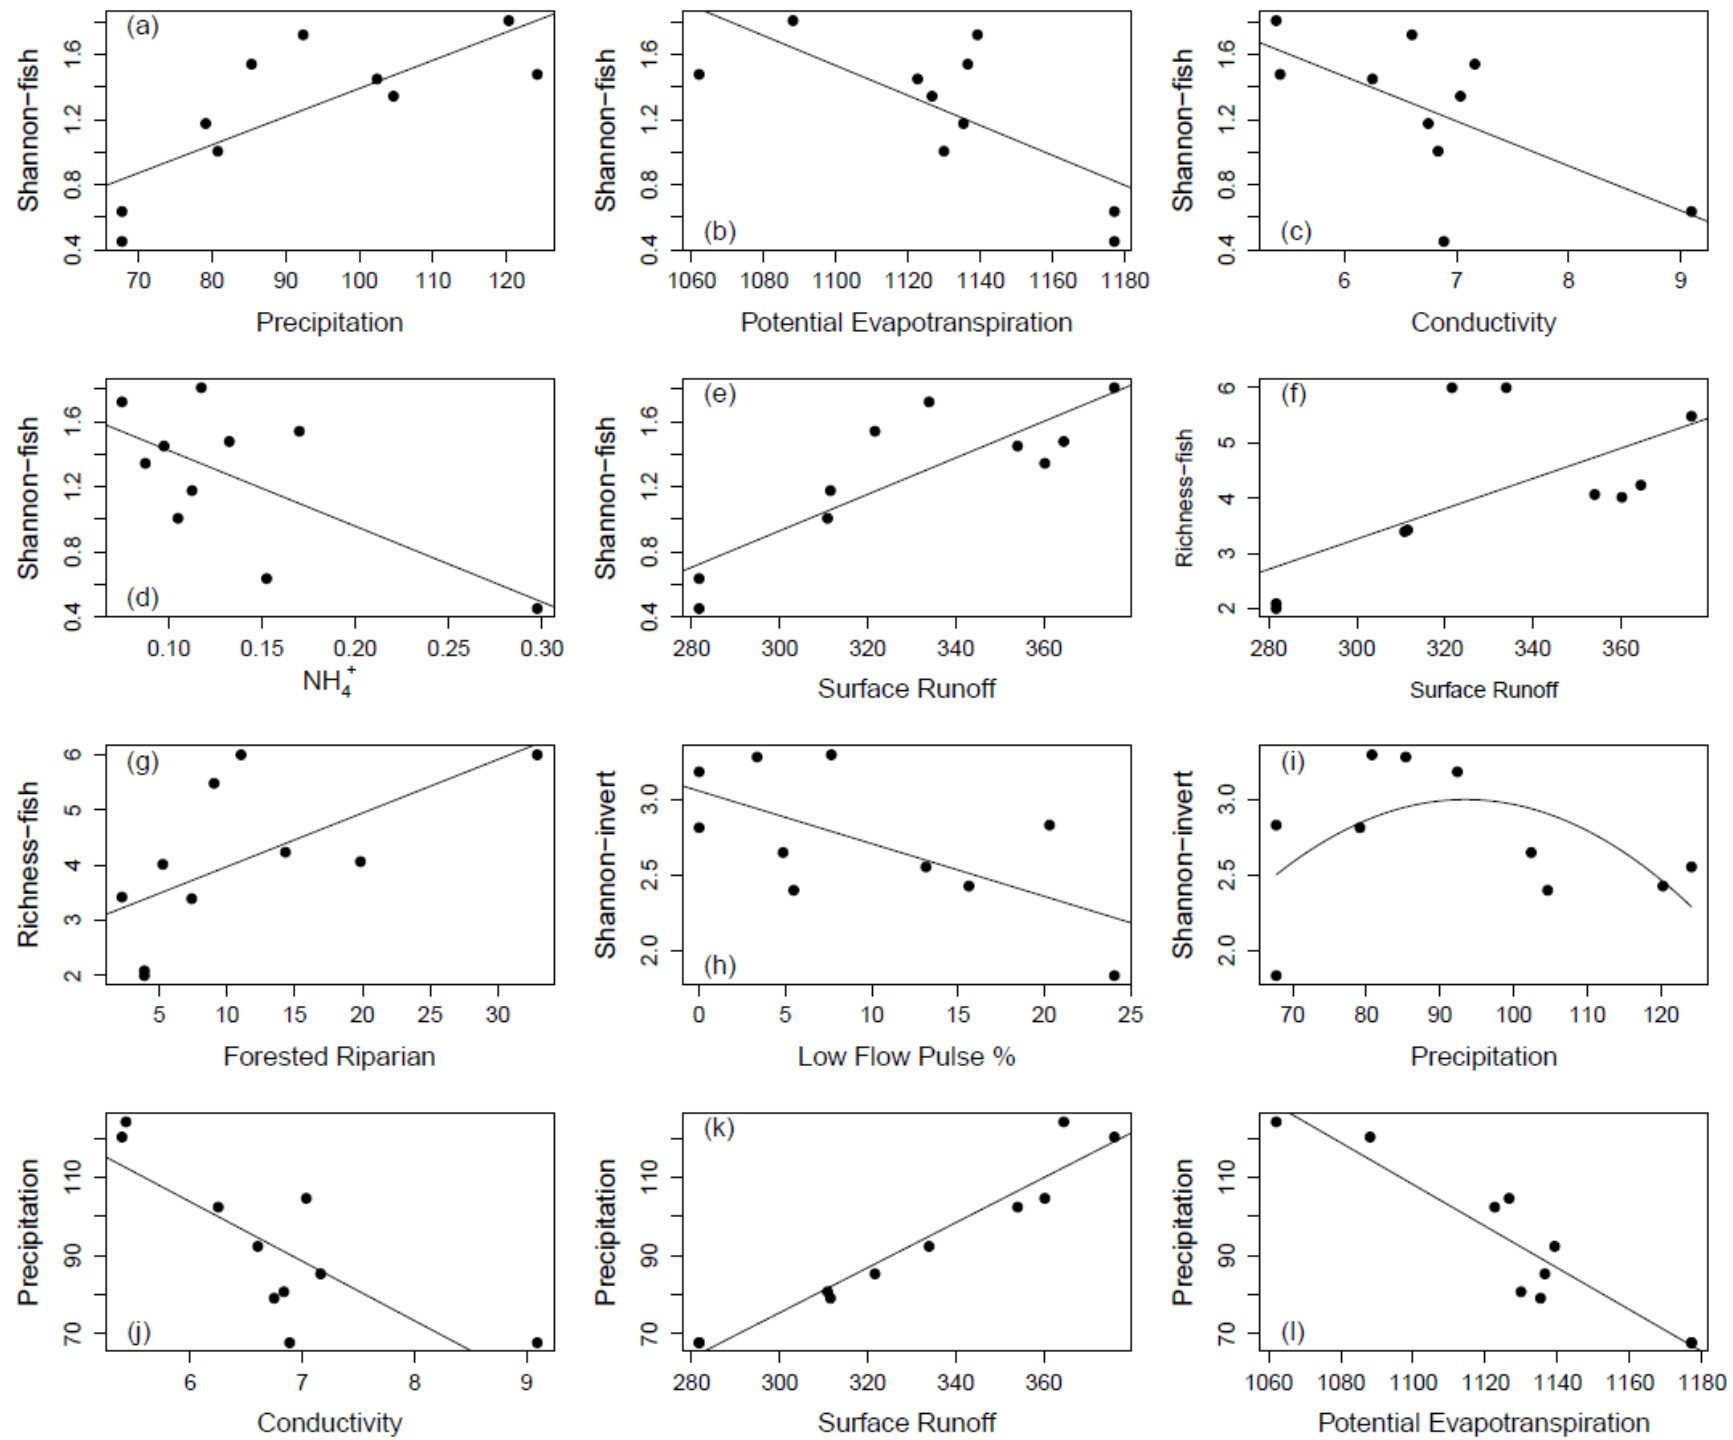 (a)
Shannon−fish
0.4 0.8 1.2 1.6
70 80 90 100 110 120
Precipitation
(b)
Shannon−fish
0.4 0.8 1.2 1.6
1060 1080 1100 1120 1140 1160 1180
Potential Evapotranspiration
(c)
Shannon−fish
0.4 0.8 1.2 1.6
6 7 8 9
Conductivity
(d)
Shannon−fish
0.4 0.8 1.2 1.6
0.10 0.15 0.20 0.25 0.30
NH₄⁺
(e)
Shannon−fish
0.4 0.8 1.2 1.6
280 300 320 340 360
Surface Runoff
(f)
Richness−fish
2 3 4 5 6
280 300 320 340 360
Surface Runoff
(g)
Richness−fish
2 3 4 5 6
5 10 15 20 25 30
Forested Riparian
(h)
Shannon−invert
2.0 2.5 3.0
0 5 10 15 20 25
Low Flow Pulse %
(i)
Shannon−invert
2.0 2.5 3.0
70 80 90 100 110 120
Precipitation
(j)
Precipitation
70 90 110
6 7 8 9
Conductivity
(k)
Precipitation
70 90 110
280 300 320 340 360
Surface Runoff
(l)
Precipitation
70 90 110
1060 1080 1100 1120 1140 1160 1180
Potential Evapotranspiration